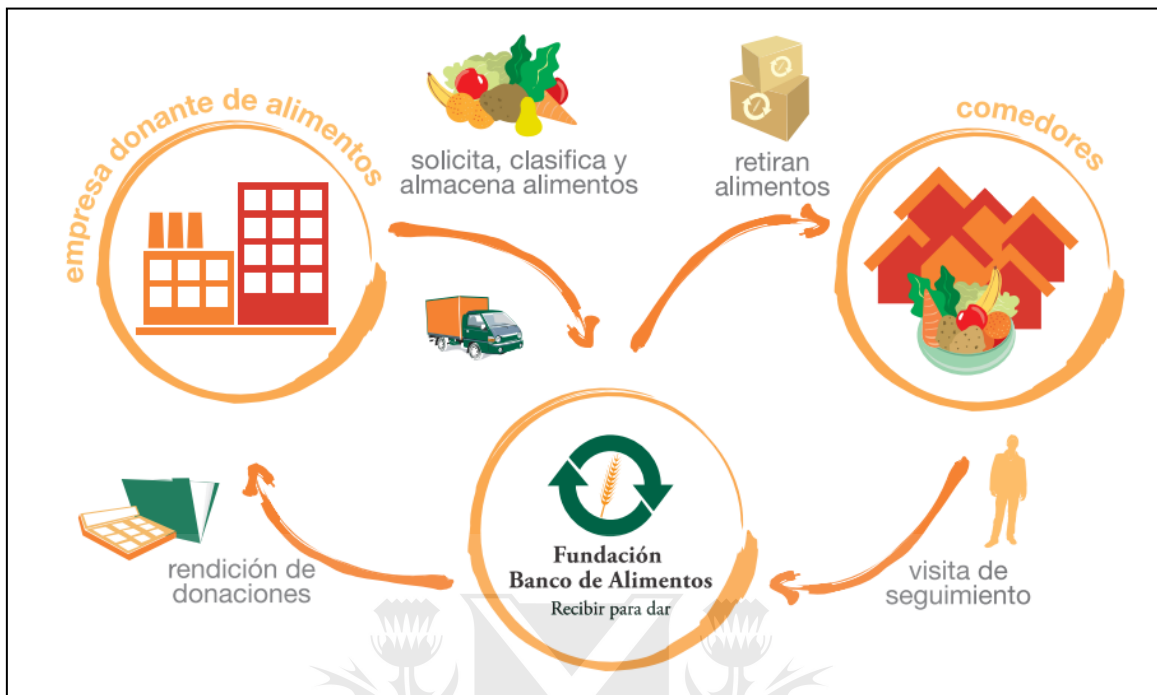 empresa donante de alimentos
solicita, clasifica y
almacena alimentos
retiran
alimentos
comedores
rendición de
donaciones
Fundación
Banco de Alimentos
Recibir para dar
visita de
seguimiento